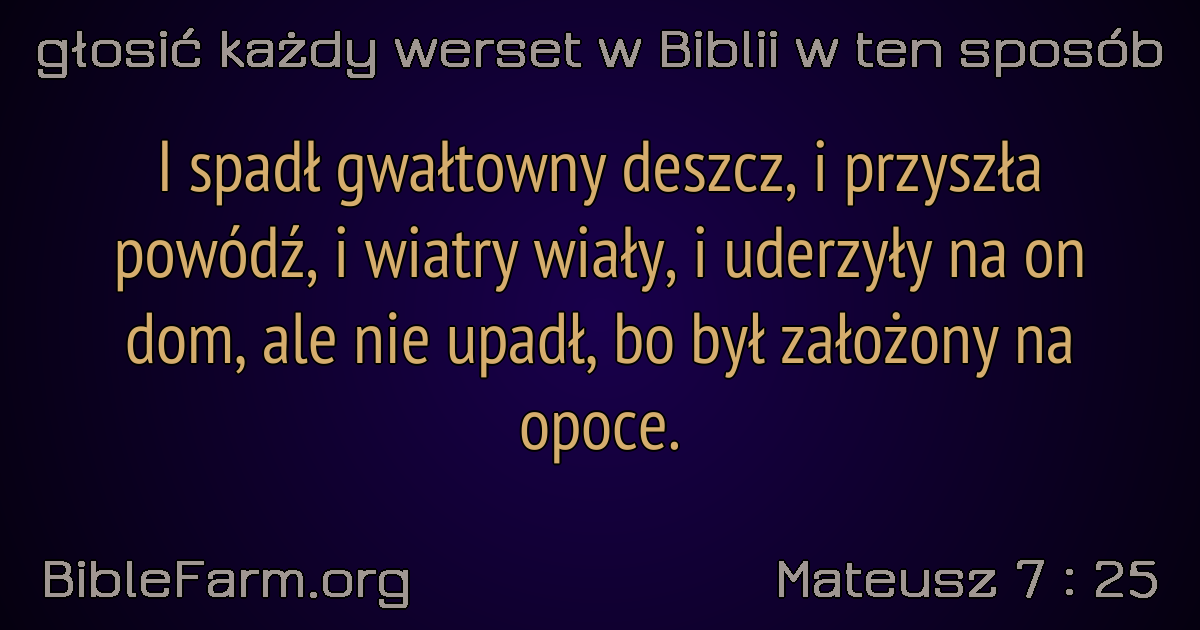 głosić każdy werset w Biblii w ten sposób
I spadł gwałtowny deszcz, i przyszła
powódź, i wiatry wiały, i uderzyły na on
dom, ale nie upadł, bo był założony na
opoce.
BibleFarm.org
Mateusz 7 : 25